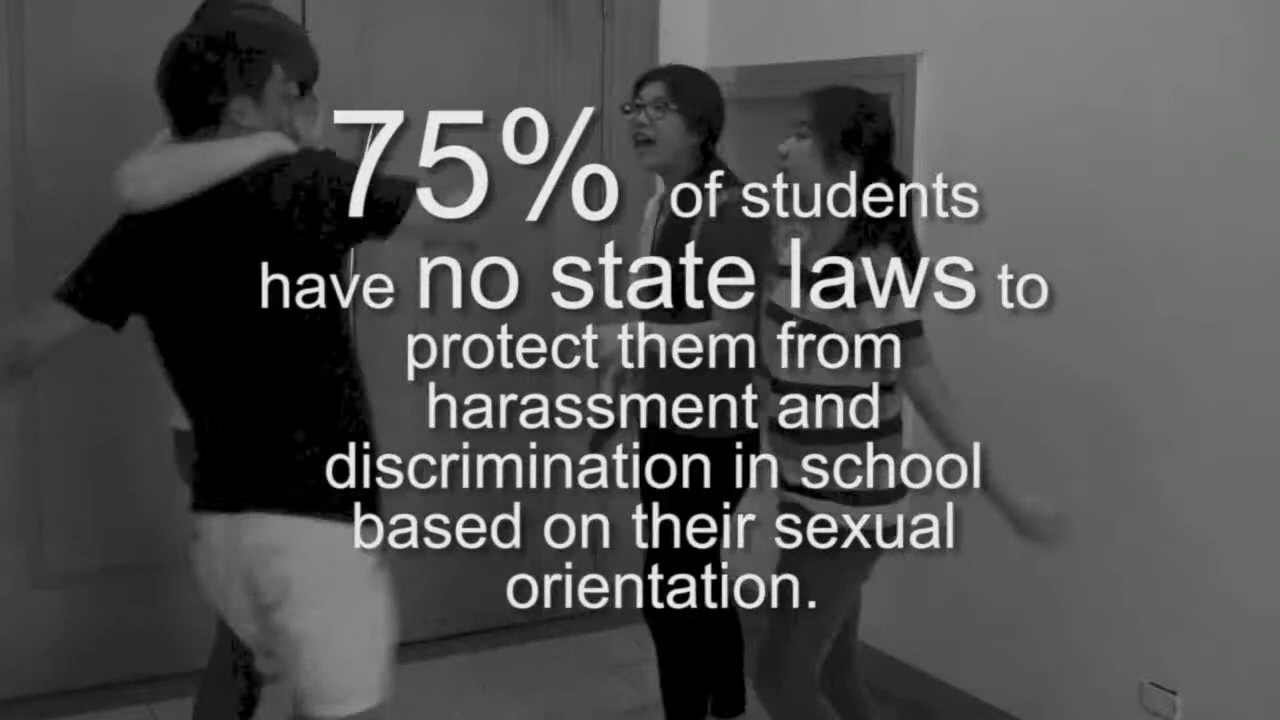 75% of students
have no state laws to
protect them from
harassment and
discrimination in school
based on their sexual
orientation.